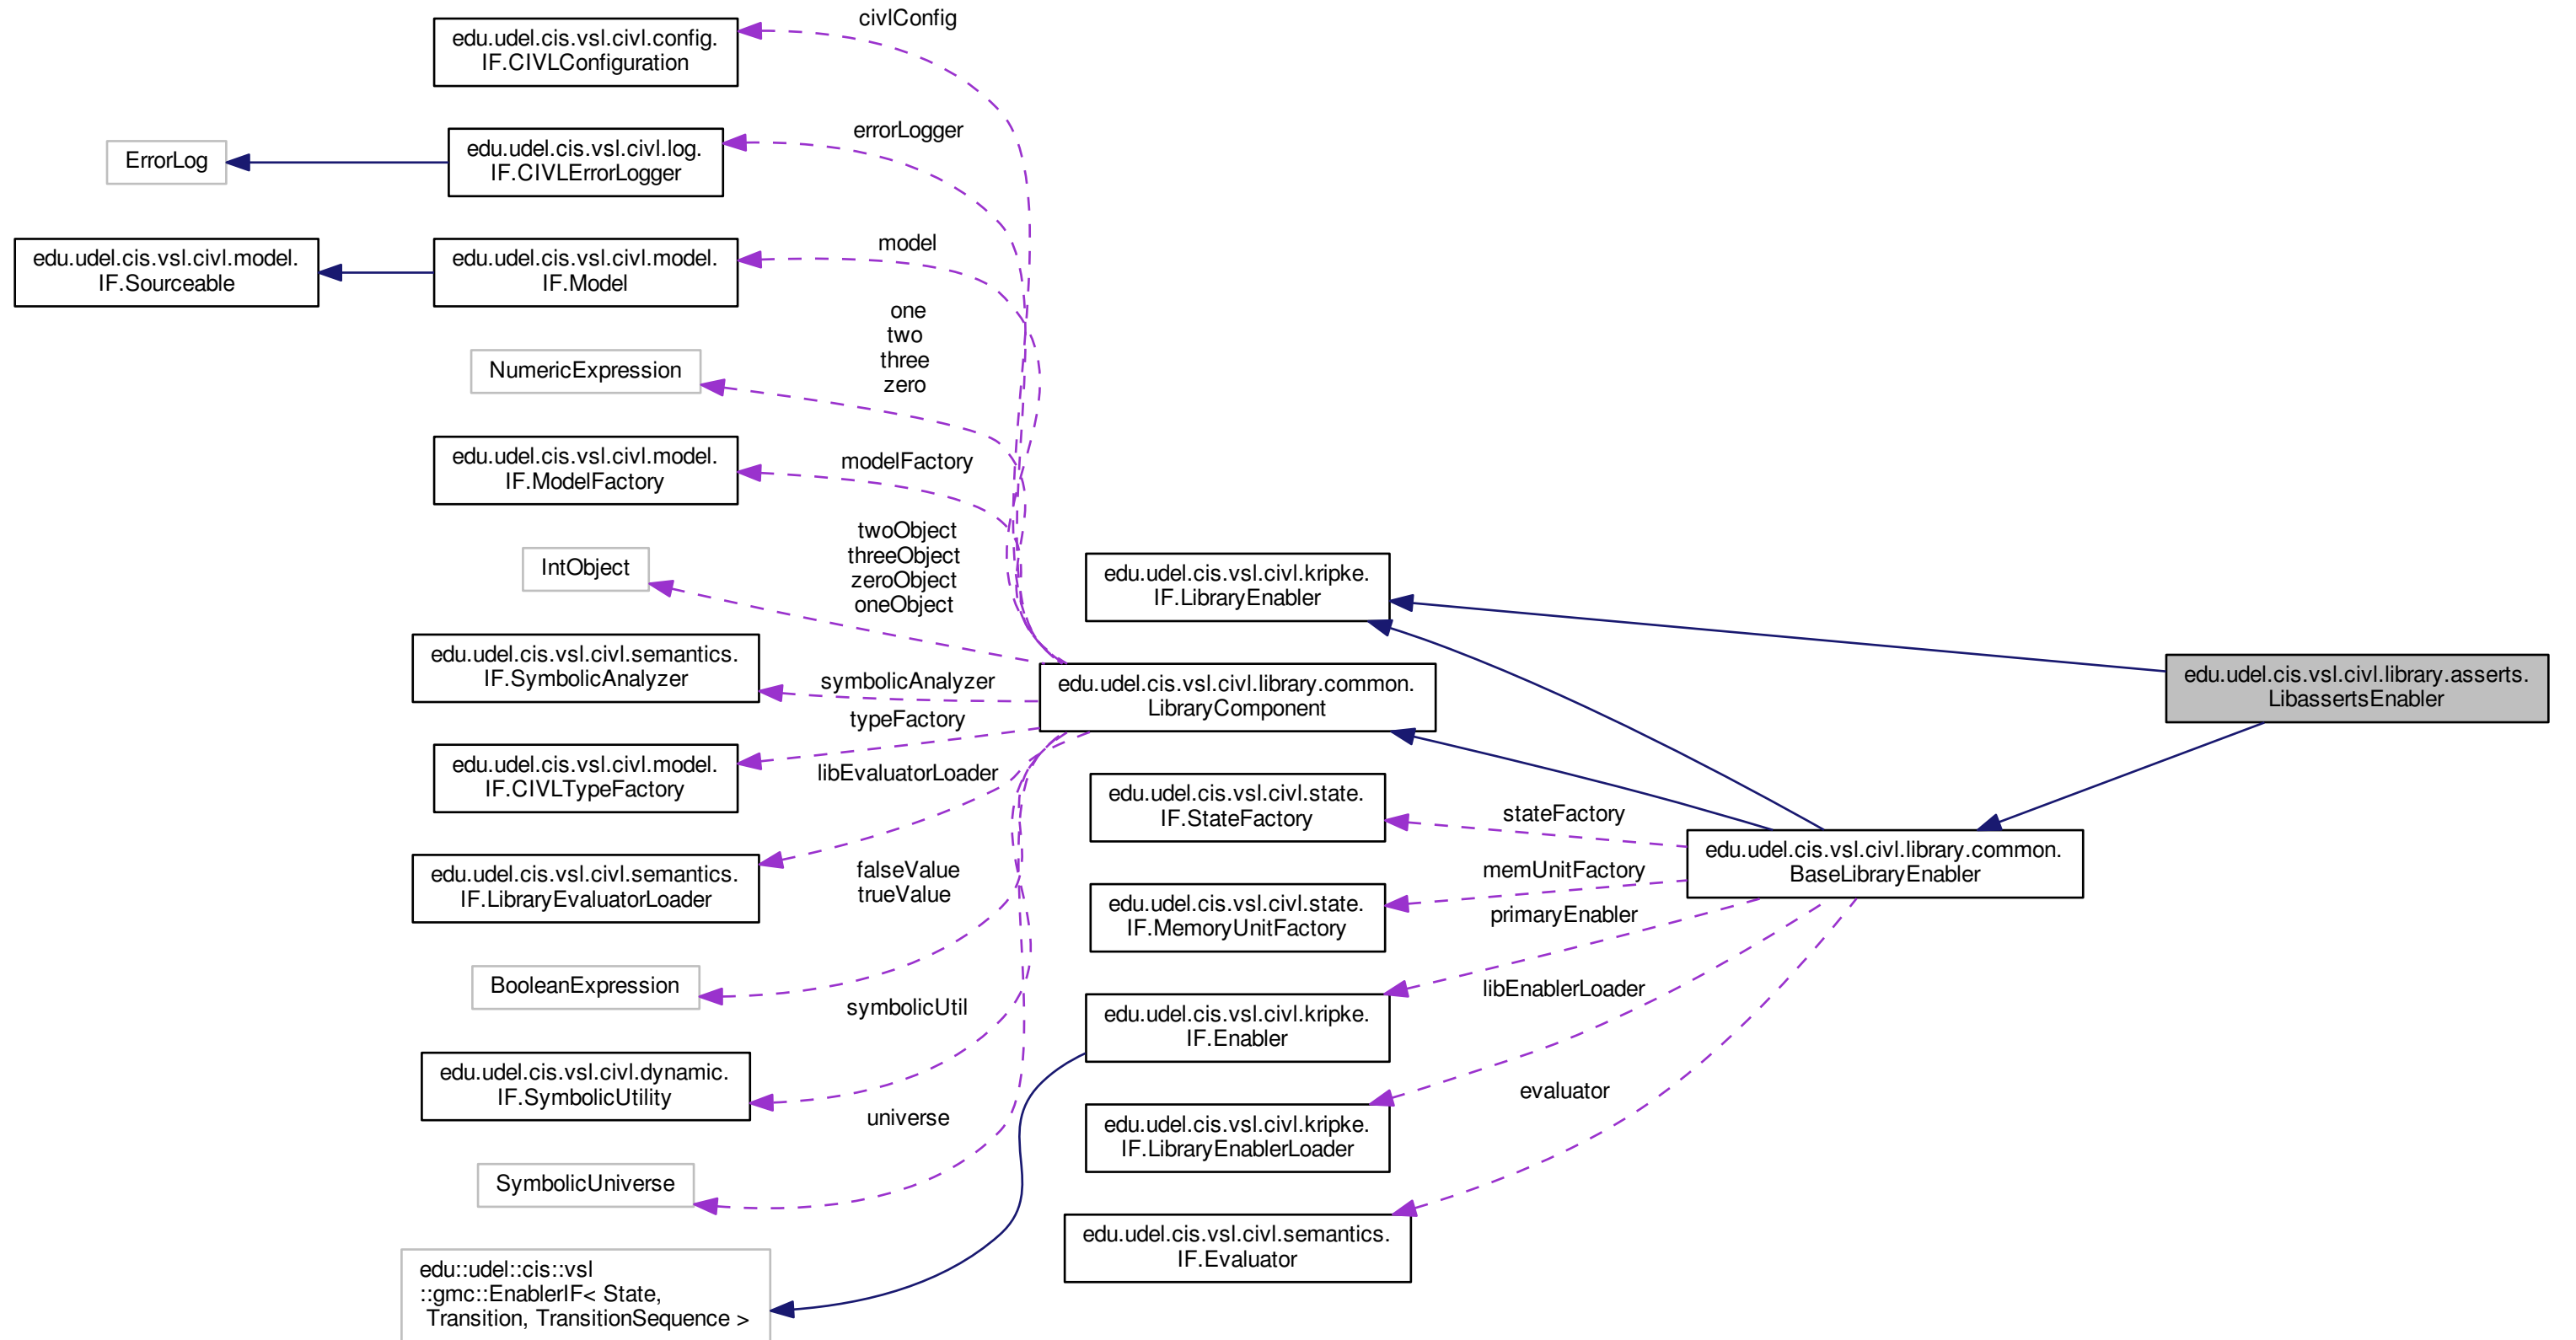 civlConfig
edu.udel.cis.vsl.civl.config.
IF.CIVLConfiguration
errorLogger
ErrorLog
edu.udel.cis.vsl.civl.log.
IF.CIVLErrorLogger
model
edu.udel.cis.vsl.civl.model.
IF.Sourceable
edu.udel.cis.vsl.civl.model.
IF.Model
one
two
three
zero
NumericExpression
modelFactory
edu.udel.cis.vsl.civl.model.
IF.ModelFactory
twoObject
threeObject
zeroObject
oneObject
IntObject
edu.udel.cis.vsl.civl.kripke.
IF.LibraryEnabler
edu.udel.cis.vsl.civl.semantics.
IF.SymbolicAnalyzer
symbolicAnalyzer
edu.udel.cis.vsl.civl.library.common.
LibraryComponent
edu.udel.cis.vsl.civl.library.asserts.
LibassertsEnabler
typeFactory
edu.udel.cis.vsl.civl.model.
IF.CIVLTypeFactory
libEvaluatorLoader
edu.udel.cis.vsl.civl.state.
IF.StateFactory
stateFactory
edu.udel.cis.vsl.civl.library.common.
BaseLibraryEnabler
edu.udel.cis.vsl.civl.semantics.
IF.LibraryEvaluatorLoader
falseValue
trueValue
memUnitFactory
edu.udel.cis.vsl.civl.state.
IF.MemoryUnitFactory
primaryEnabler
BooleanExpression
symbolicUtil
edu.udel.cis.vsl.civl.kripke.
IF.Enabler
libEnablerLoader
edu.udel.cis.vsl.civl.dynamic.
IF.SymbolicUtility
universe
edu.udel.cis.vsl.civl.kripke.
IF.LibraryEnablerLoader
evaluator
SymbolicUniverse
edu.udel.cis.vsl.civl.semantics.
IF.Evaluator
edu::udel::cis::vsl
::gmc::EnablerIF< State,
Transition, TransitionSequence >